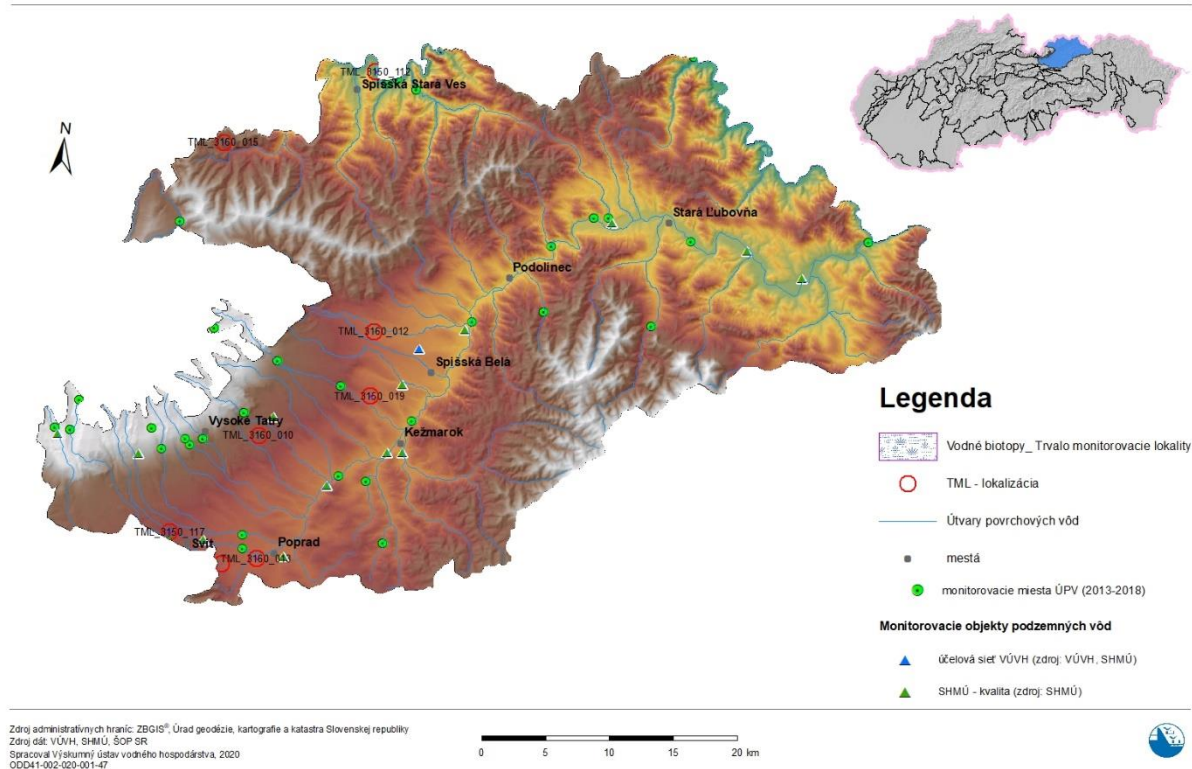 TML_3150_112
Spišská Stará Ves
N
TML_3160_015
Stará Ľubovňa
Podolinec
TML_3160_012
Spišská Belá
TML_3160_019
Vysoké Tatry
TML_3160_010
Kežmarok
TML_3150_117
Svit
Poprad
Legenda
Vodné biotopy_ Trvalo monitorovacie lokality
TML - lokalizácia
Útvary povrchových vôd
mestá
monitorovacie miesta ÚPV (2013-2018)
Monitorovacie objekty podzemných vôd
účelová sieť VÚVH (zdroj: VÚVH, SHMÚ)
SHMÚ - kvalita (zdroj: SHMÚ)
Zdroj administratívnych hraníc: ZBGIS®, Úrad geodézie, kartografie a katastra Slovenskej republiky
Zdroj dát: VÚVH, SHMÚ, ŠOP SR
Spracoval Výskumný ústav vodného hospodárstva, 2020
ODD41-002-020-001-47
0 5 10 15 20 km